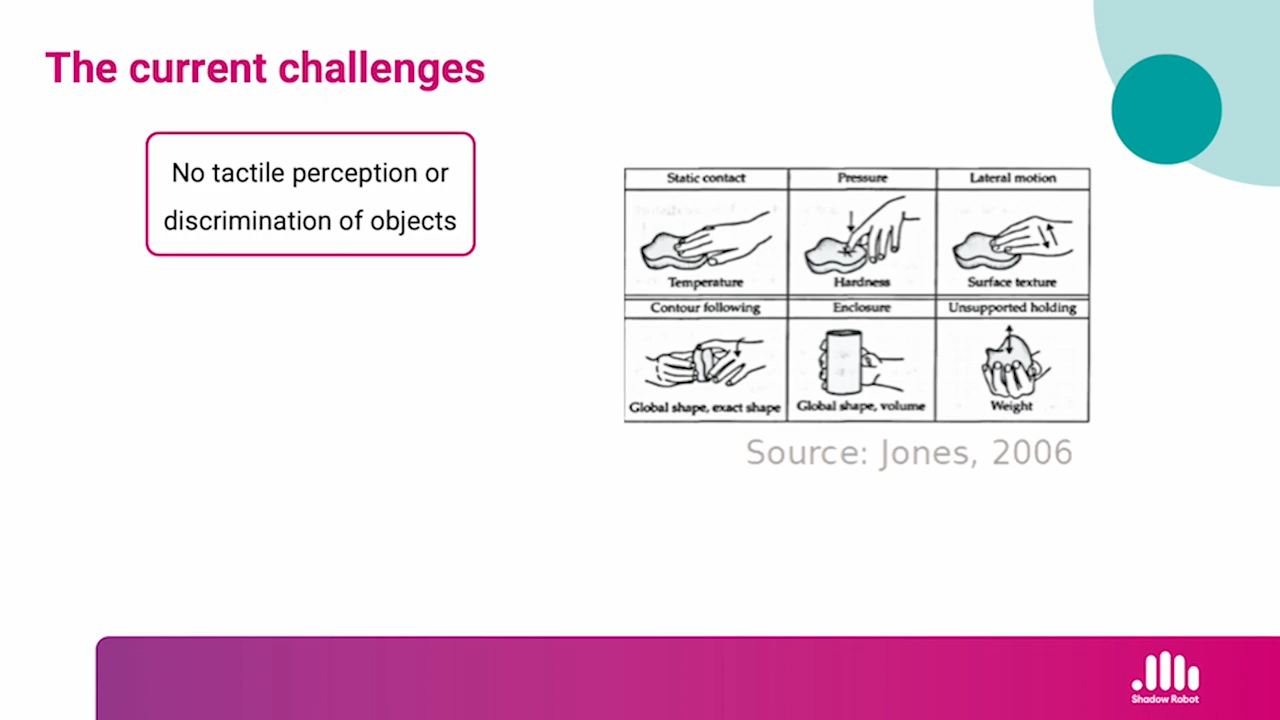 The current challenges
No tactile perception or
discrimination of objects
Static contact
Pressure
Lateral motion
Temperature
Hardness
Surface texture
Contour following
Enclosure
Unsupported holding
Global shape, exact shape
Global shape, volume
Weight
Source: Jones, 2006
Shadow Robot